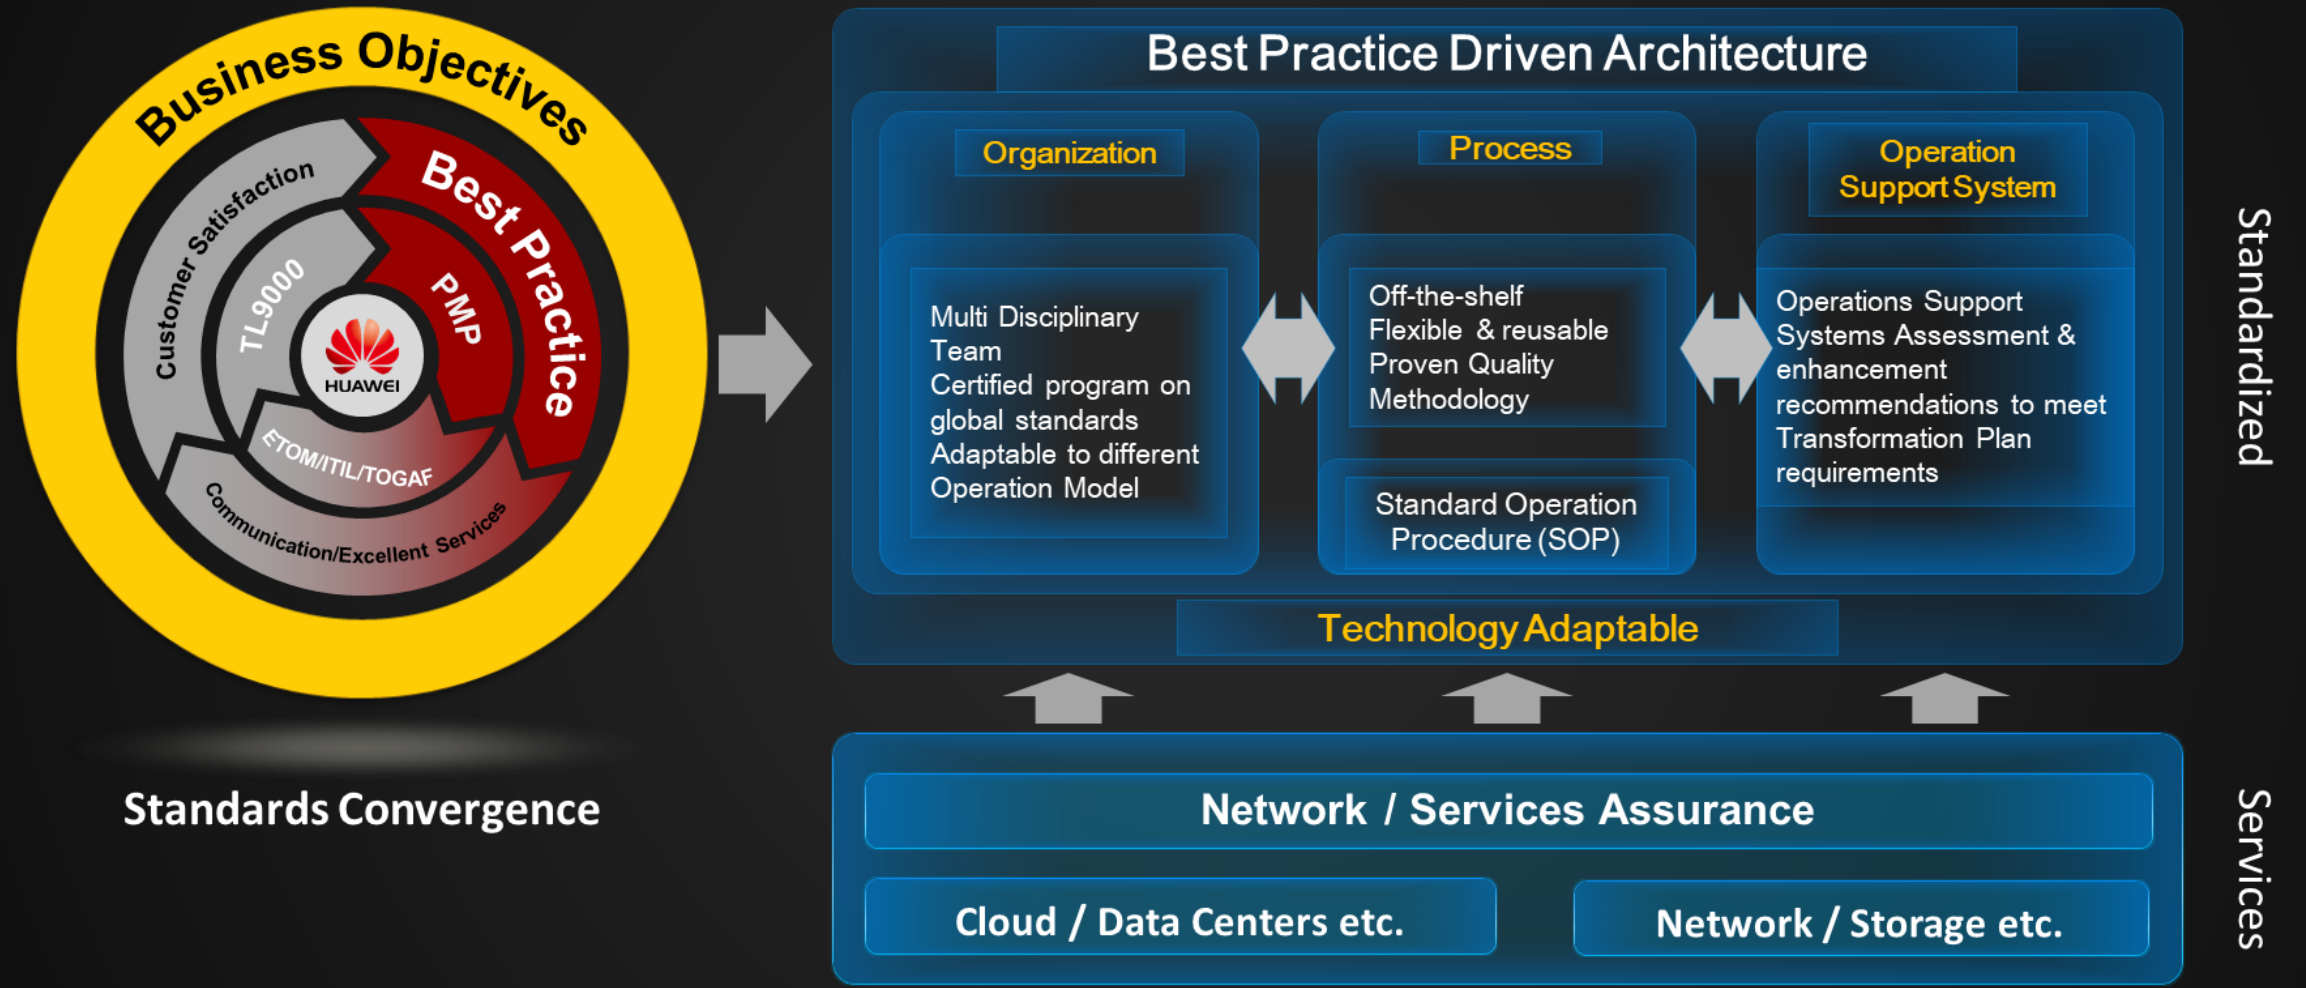 Business Objectives
Customer Satisfaction
Best Practice
TL9000
PMP
HUAWEI
ETOM/ITIL/TOGAF
Communication/Excellent Services
Standards Convergence
Best Practice Driven Architecture
Organization
Multi Disciplinary
Team
Certified program on
global standards
Adaptable to different
Operation Model
Process
Off-the-shelf
Flexible & reusable
Proven Quality
Methodology
Standard Operation
Procedure (SOP)
Operation
Support System
Operations Support
Systems Assessment &
enhancement
recommendations to meet
Transformation Plan
requirements
Technology Adaptable
Standardized
Network / Services Assurance
Cloud / Data Centers etc.
Network / Storage etc.
Services